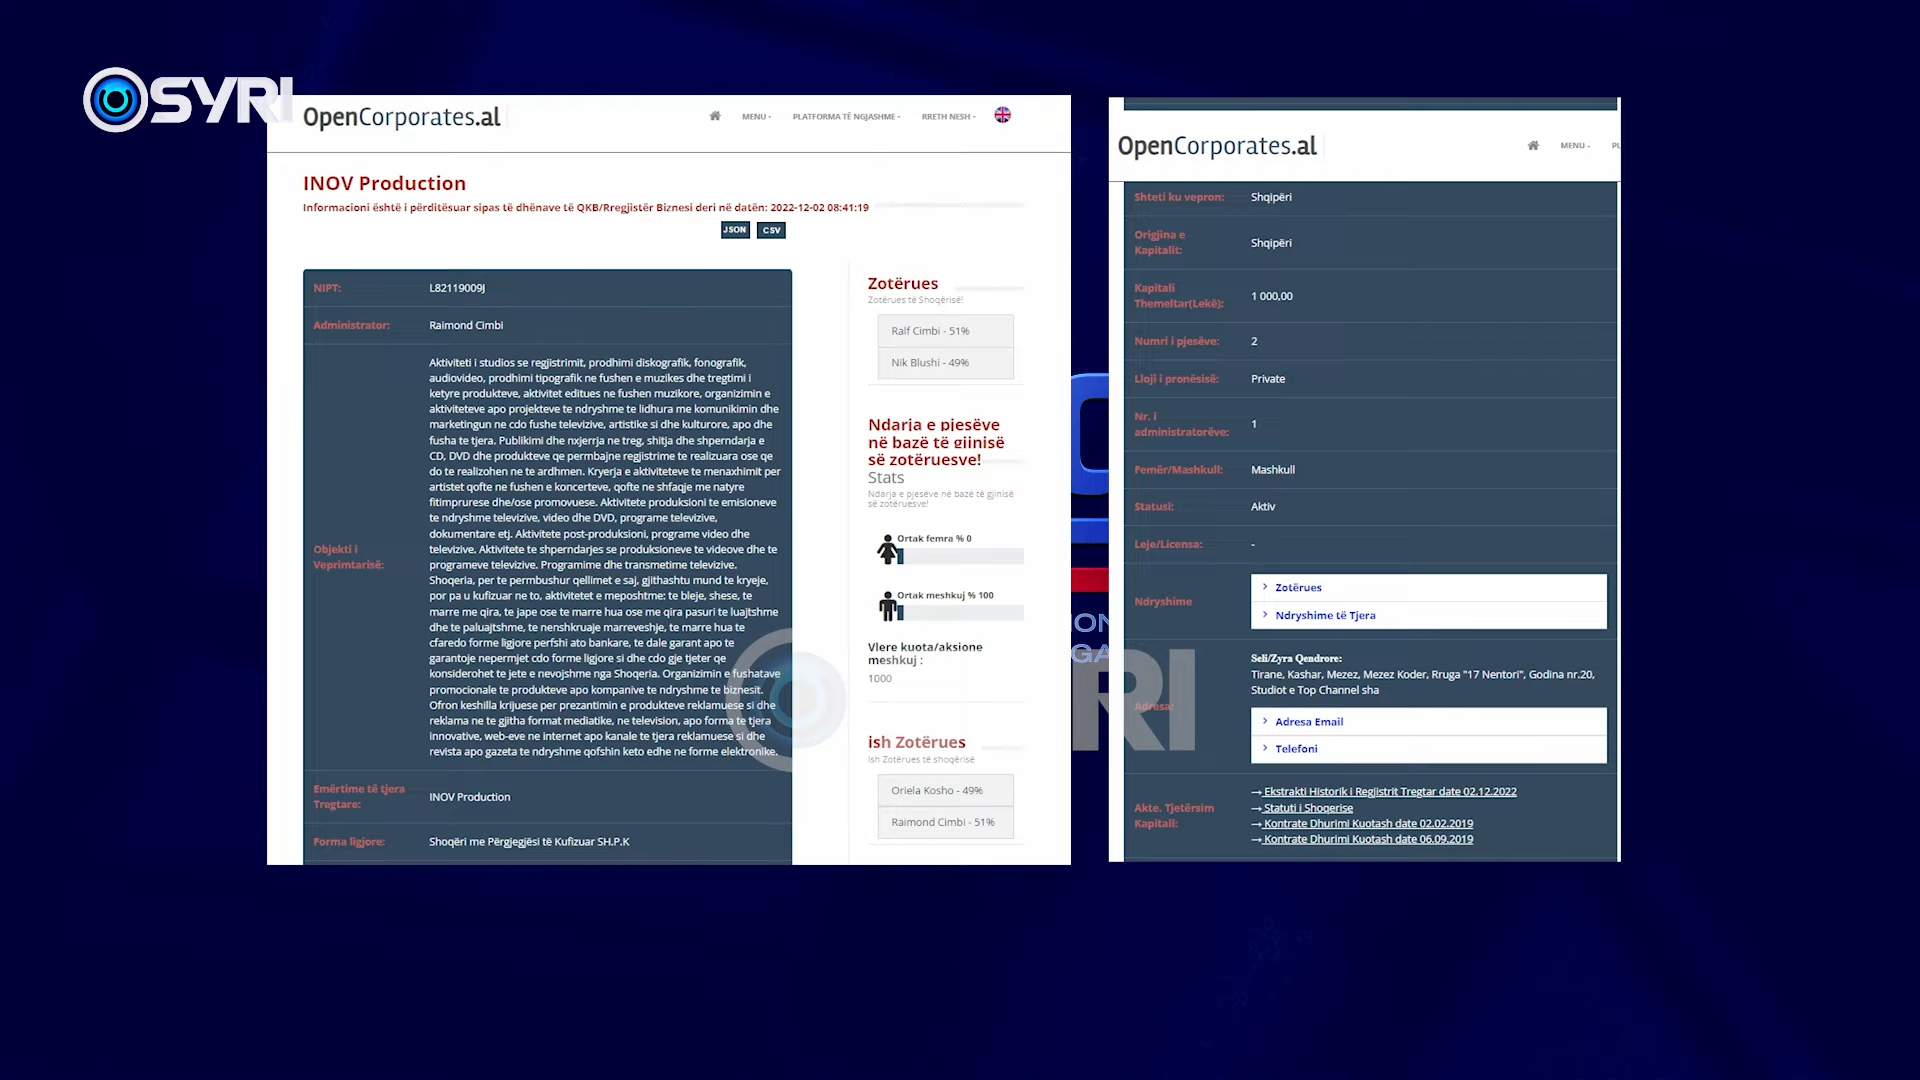 SYRI
OpenCorporates.al
MENU
PLATFORMA TË NGJASHME
RRETH NESH
INOV Production
Informacioni është i përditësuar sipas të dhënave të QKB/Rregjistër Biznesi deri në datën: 2022-12-02 08:41:19
JSON
CSV
NIPT:
L82119009J
Administrator:
Raimond Cimbi
Objekti i
Veprimtarisë:
Aktiviteti i studios se regjistrimit, prodhimi diskografik, fonografik,
audiovideo, prodhimi tipografik ne fushen e muzikes dhe tregtimi i
ketyre produkteve, aktivitet editues ne fushen muzikore, organizimin e
aktiviteteve apo projekteve te ndryshme te lidhura me komunikimin dhe
marketingun ne cdo fushe televizive, artistike si dhe kulturore, apo dhe
fusha te tjera. Publikimi dhe nxjerrja ne treg, shitja dhe shperndarja e
CD, DVD dhe produkteve qe permbajne regjistrime te realizuara ose qe
do te realizohen ne te ardhmen. Kryerja e aktiviteteve te menaxhimit per
artistet qofte ne fushen e koncerteve, qofte ne shfaqje me natyre
fitimprurese dhe/ose promovuese. Aktivitete produksioni te emisioneve
te ndryshme televizive, video dhe DVD, programe televizive,
dokumentare etj. Aktivitete post-produksioni, programe video dhe
televizive. Aktivitete te shperndarjes se produksioneve te videove dhe te
programeve televizive. Programime dhe transmetime televizive.
Shoqeria, per te permbushur qellimet e saj, gjithashtu mund te kryeje,
por pa u kufizuar ne to, aktivitetet e meposhtme: te bleje, shese, te
marre me qira, te jape ose te marre hua ose me qira pasuri te luajtshme
dhe te paluajtshme, te nenshkruaje marreveshje, te marre hua te
cfaredo forme ligjore perfshi ato bankare, te dale garant apo te
garantoje nepermjet cdo forme ligjore si dhe cdo gje tjeter qe
konsiderohet te jete e nevojshme nga Shoqeria. Organizimin e fushatave
promocionale te produkteve apo kompanive te ndryshme te biznesit.
Ofron keshilla krijuese per prezantimin e produkteve reklamuese si dhe
reklama ne te gjitha format mediatike, ne television, apo forma te tjera
innovative, web-eve ne internet apo kanale te tjera reklamuese si dhe
revista apo gazeta te ndryshme qofshin keto edhe ne forme elektronike.
Emërtime të tjera
Tregtare:
INOV Production
Forma ligjore:
Shoqëri me Përgjegjësi të Kufizuar SH.P.K
Zotërues
Zotërues të Shoqërisë!
Ralf Cimbi - 51%
Nik Blushi - 49%
Ndarja e pjesëve
në bazë të gjinisë
së zotëruesve!
Stats
Ndarja e pjesëve në bazë të gjinisë
së zotëruesve!
Ortak femra % 0
Ortak meshkuj % 100
Vlere kuota/aksione
meshkuj :
1000
ish Zotërues
Ish Zotërues të shoqërisë
Oriela Kosho - 49%
Raimond Cimbi - 51%
ION
GA
RI
OpenCorporates.al
MENU
PL
Shteti ku vepron:
Shqipëri
Origjina e
Kapitalit:
Shqipëri
Kapitali
Themeltar(Lekë):
1 000,00
Numri i pjesëve:
2
Lloji i pronësisë:
Private
Nr. i
administratorëve:
1
Femër/Mashkull:
Mashkull
Statusi:
Aktiv
Leje/Licensa:
-
Ndryshime
Zotërues
Ndryshime të Tjera
Adresa:
Seli/Zyra Qendrore:
Tirane, Kashar, Mezez, Mezez Koder, Rruga "17 Nentori", Godina nr.20,
Studiot e Top Channel sha
Adresa Email
Telefoni
Akte. Tjetërsim
Kapitali:
→ Ekstrakti Historik i Regjistrit Tregtar date 02.12.2022
→ Statuti i Shoqerise
→ Kontrate Dhurimi Kuotash date 02.02.2019
→ Kontrate Dhurimi Kuotash date 06.09.2019